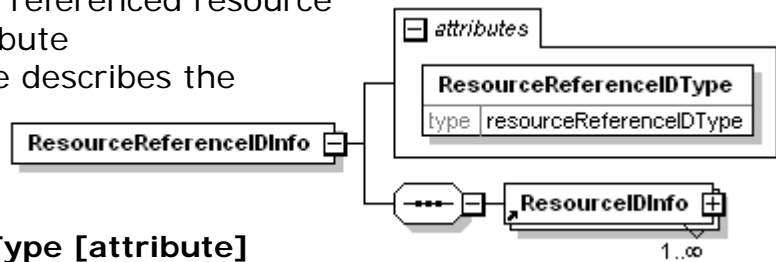 referenced resource
bute
e describes the
attributes
ResourceReferenceIDType
type resourceReferenceIDType
ResourceReferenceIDInfo
ResourceIDInfo
1..∞
Type [attribute]